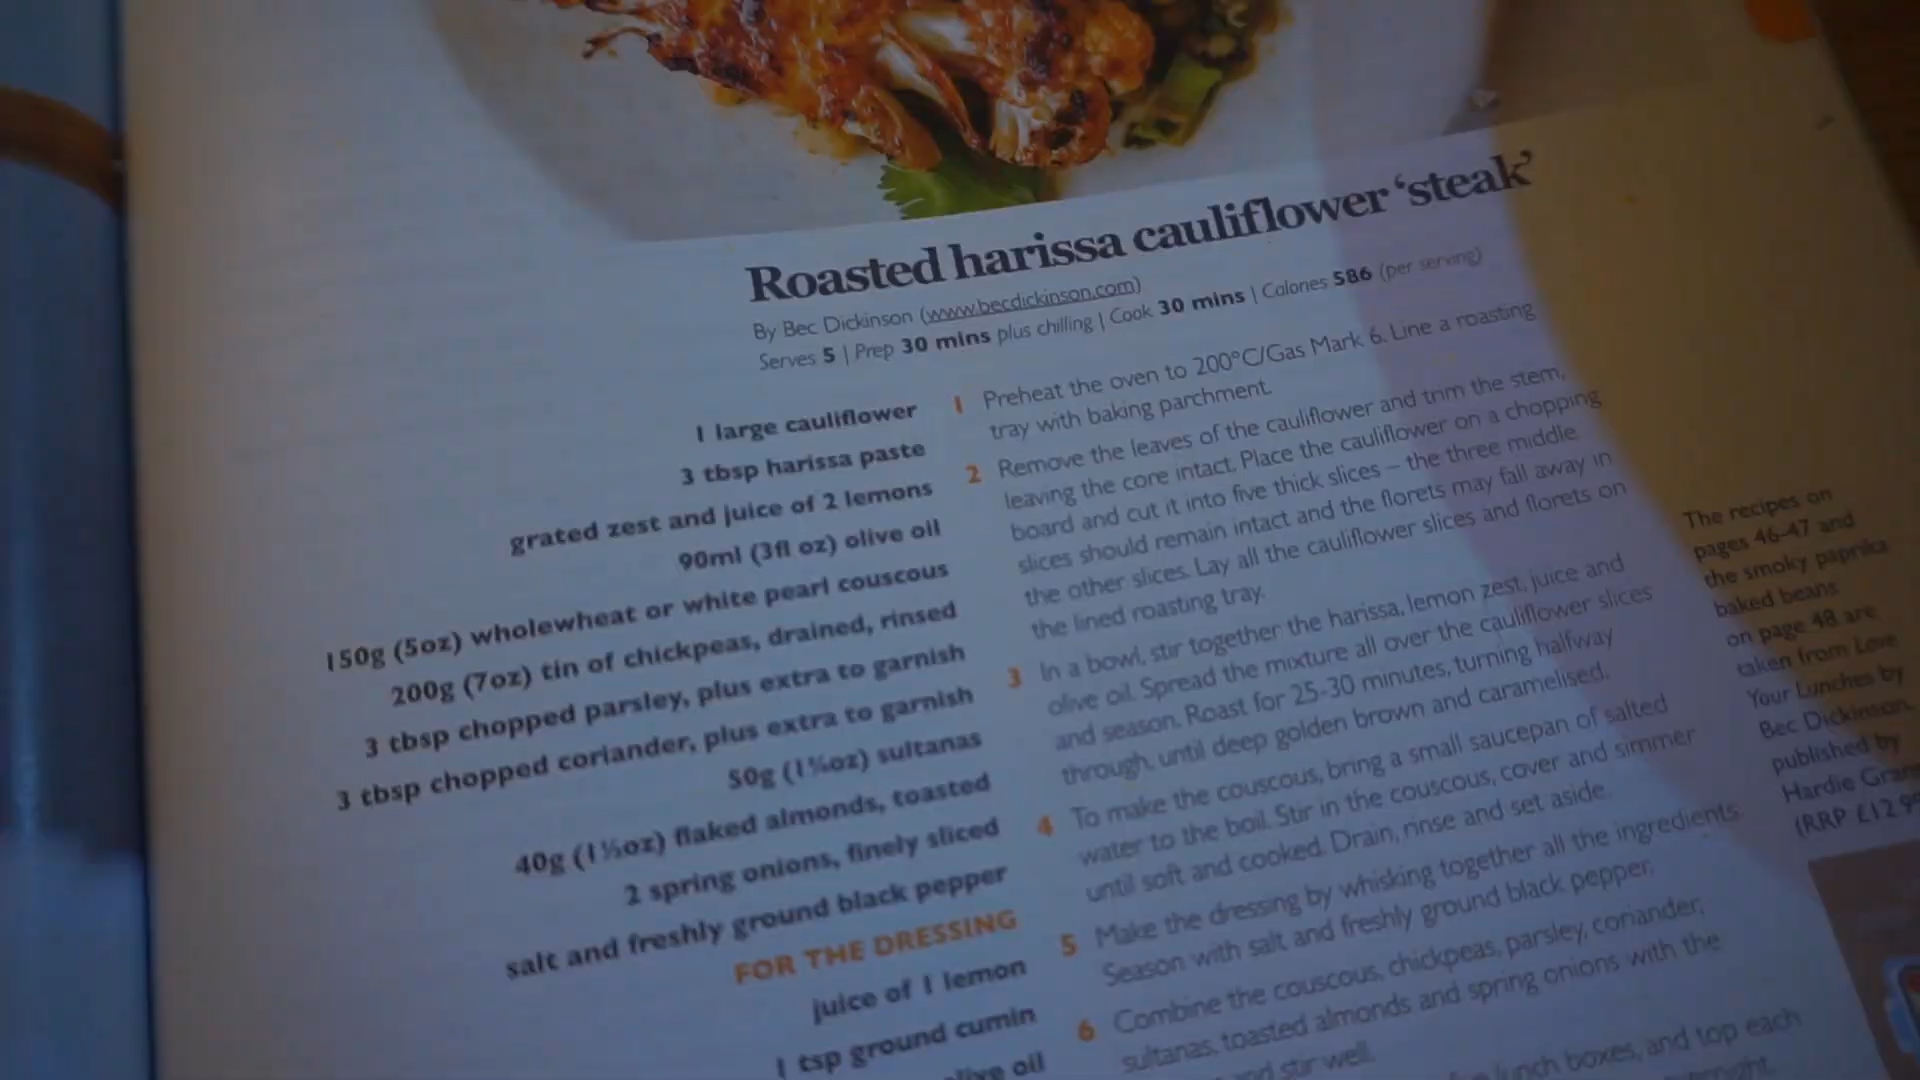 Roasted harissa cauliflower ‘steak’
By Bec Dickinson (www.becdickinson.com)
Serves 5 | Prep 30 mins plus chilling | Cook 30 mins | Calories 586 (per serving)
1 large cauliflower
3 tbsp harissa paste
grated zest and juice of 2 lemons
90ml (3fl oz) olive oil
150g (5oz) wholewheat or white pearl couscous
200g (7oz) tin of chickpeas, drained, rinsed
3 tbsp chopped parsley, plus extra to garnish
3 tbsp chopped coriander, plus extra to garnish
50g (1¾oz) sultanas
40g (1½oz) flaked almonds, toasted
2 spring onions, finely sliced
salt and freshly ground black pepper
FOR THE DRESSING
juice of 1 lemon
1 tsp ground cumin
olive oil
1 Preheat the oven to 200°C/Gas Mark 6. Line a roasting
tray with baking parchment.
2 Remove the leaves of the cauliflower and trim the stem,
leaving the core intact. Place the cauliflower on a chopping
board and cut it into five thick slices – the three middle
slices should remain intact and the florets may fall away in
the other slices. Lay all the cauliflower slices and florets on
the lined roasting tray.
3 In a bowl, stir together the harissa, lemon zest, juice and
olive oil. Spread the mixture all over the cauliflower slices
and season. Roast for 25-30 minutes, turning halfway
through, until deep golden brown and caramelised.
4 To make the couscous, bring a small saucepan of salted
water to the boil. Stir in the couscous, cover and simmer
until soft and cooked. Drain, rinse and set aside.
5 Make the dressing by whisking together all the ingredients.
Season with salt and freshly ground black pepper.
6 Combine the couscous, chickpeas, parsley, coriander,
sultanas, toasted almonds and spring onions with the
and stir well.
lunch boxes, and top each
The recipes on
pages 46-47 and
the smoky paprika
baked beans
on page 48 are
taken from Love
Your Lunches by
Bec Dickinson,
published by
Hardie Gran
(RRP £12.99